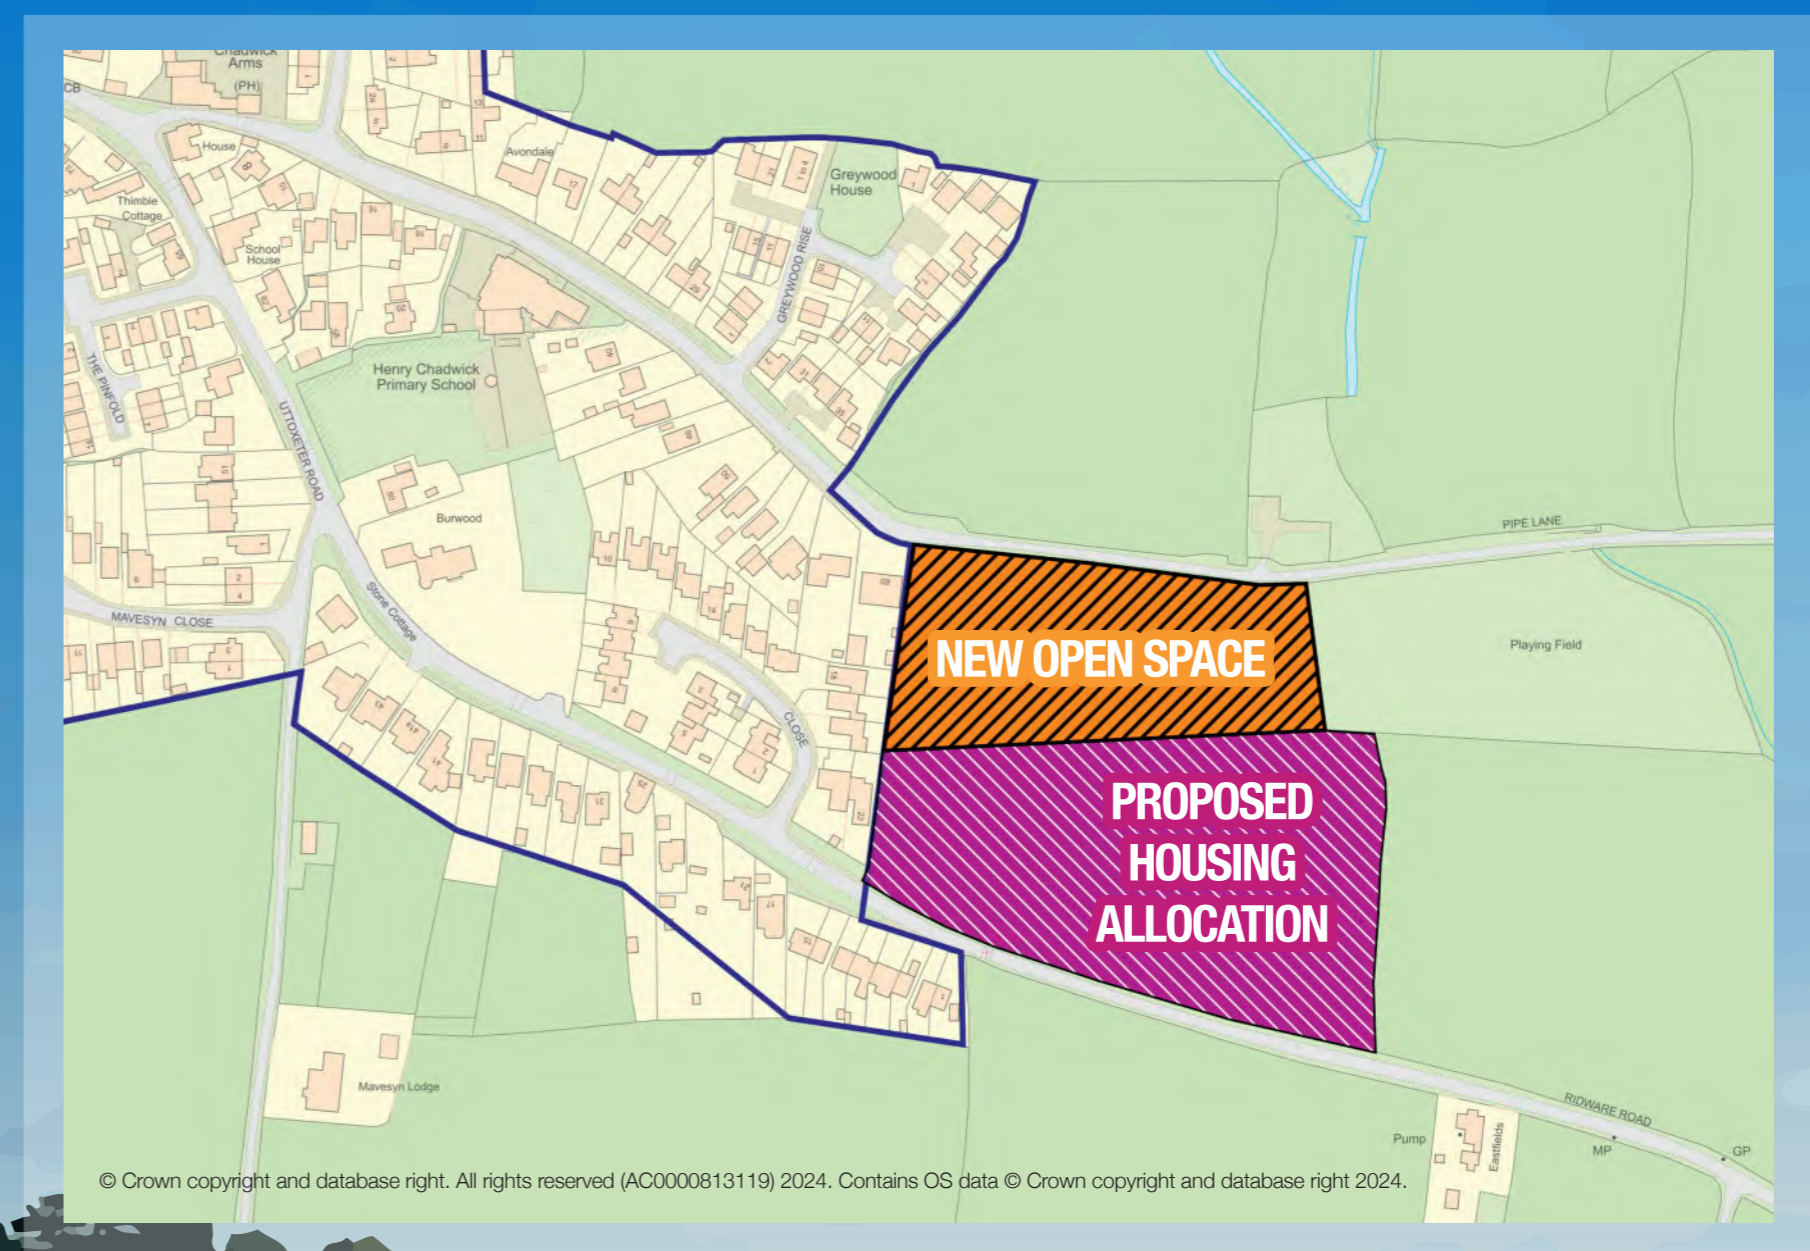 Chadwick
Arms
(PH)
CB
House
Avondale
Greywood
House
Thimble
Cottage
School
House
GREYWOOD RISE
THE PINFOLD
Henry Chadwick
Primary School
UTTOXETER ROAD
Burwood
PIPE LANE
Stone Cottage
MAVESYN CLOSE
NEW OPEN SPACE
Playing Field
CLOSE
PROPOSED
HOUSING
ALLOCATION
Mavesyn Lodge
RIDWARE ROAD
Pump
Eastfields
MP
GP
© Crown copyright and database right. All rights reserved (AC0000813119) 2024. Contains OS data © Crown copyright and database right 2024.